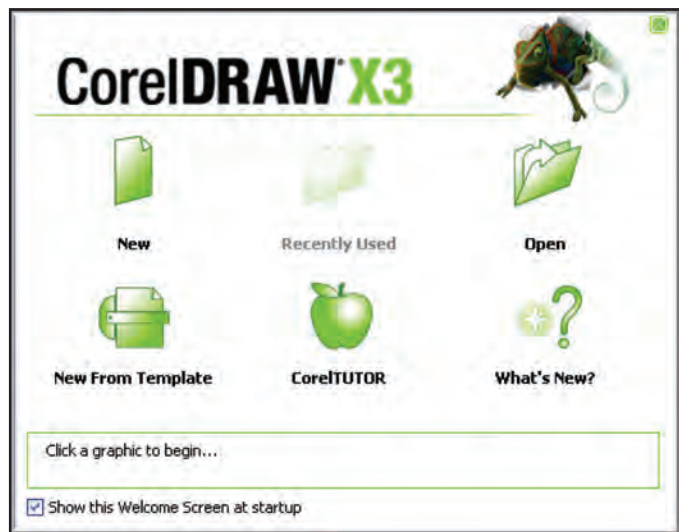 CorelDRAW® X3
New
Recently Used
Open
New From Template
CorelTUTOR
What's New?
Click a graphic to begin...
Show this Welcome Screen at startup